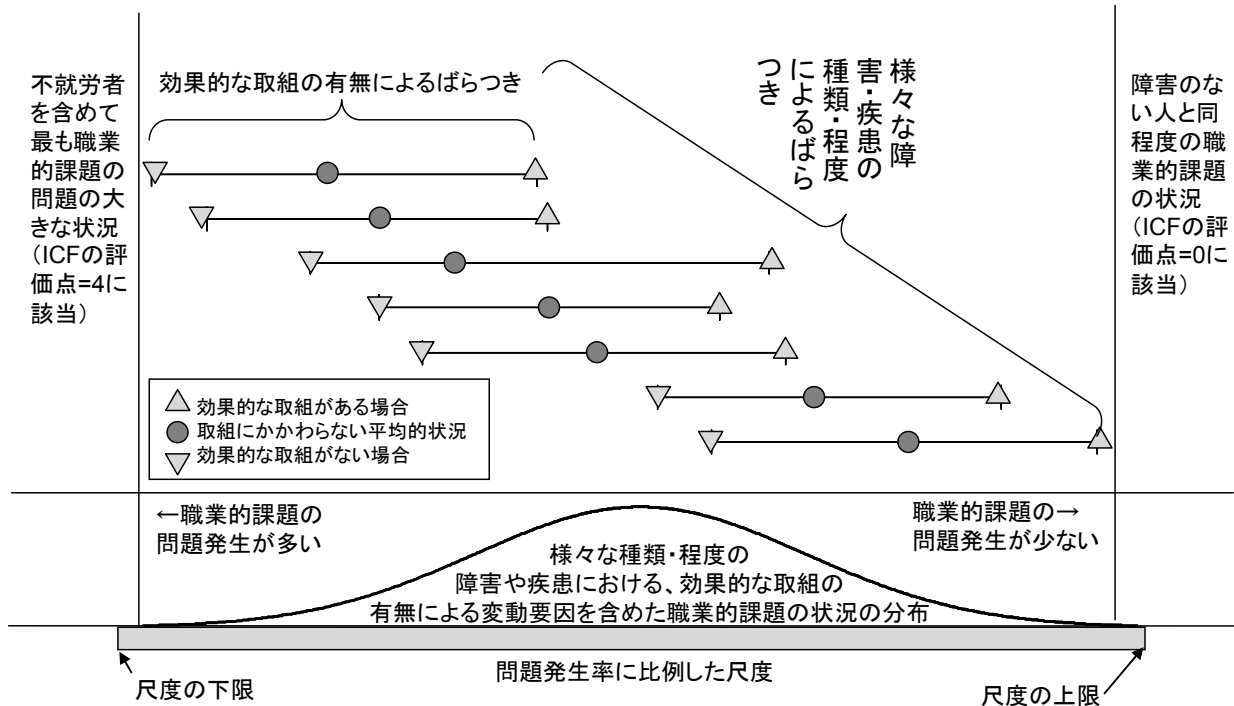 不就労者
を含めて
最も職業
的課題の
問題の大
きな状況
（ICFの評
価点=4に
該当）
効果的な取組の有無によるばらつき
様々な障
害・疾患の
種類・程度
によるばら
つき
障害のな
い人と同
程度の職
業的課題
の状況
（ICFの評
価点=0に
該当）
効果的な取組がある場合
取組にかかわらない平均的状況
効果的な取組がない場合
←職業的課題の
問題発生が多い
職業的課題の→
問題発生が少ない
様々な種類・程度の
障害や疾患における、効果的な取組の
有無による変動要因を含めた職業的課題の状況の分布
問題発生率に比例した尺度
尺度の下限
尺度の上限